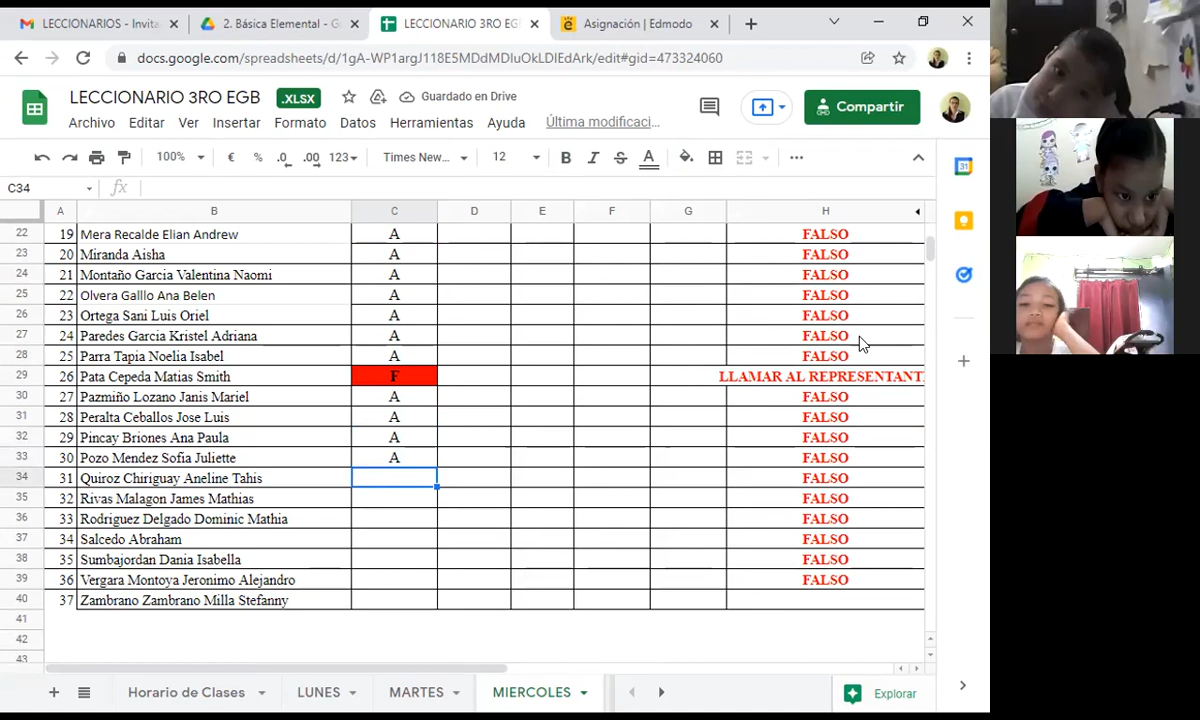 LECCIONARIOS - Invita
2. Básica Elemental - G
LECCIONARIO 3RO EGB
Asignación | Edmodo
docs.google.com/spreadsheets/d/1gA-WP1argJ118E5MDdMDIuOkLDIEdArk/edit#gid=473324060
LECCIONARIO 3RO EGB .XLSX Guardado en Drive
Compartir
Archivo Editar Ver Insertar Formato Datos Herramientas Ayuda Última modificaci...
100% € % .0 .00 123 Times New... 12 B I S A
C34 fx
31
A B C D E F G H
22 19 Mera Recalde Elian Andrew A FALSO
23 20 Miranda Aisha A FALSO
24 21 Montaño Garcia Valentina Naomi A FALSO
25 22 Olvera Galllo Ana Belen A FALSO
26 23 Ortega Sani Luis Oriel A FALSO
27 24 Paredes Garcia Kristel Adriana A FALSO
28 25 Parra Tapia Noelia Isabel A FALSO
29 26 Pata Cepeda Matias Smith F LLAMAR AL REPRESENTANT
30 27 Pazmiño Lozano Janis Mariel A FALSO
31 28 Peralta Ceballos Jose Luis A FALSO
32 29 Pincay Briones Ana Paula A FALSO
33 30 Pozo Mendez Sofia Juliette A FALSO
34 31 Quiroz Chiriguay Aneline Tahis FALSO
35 32 Rivas Malagon James Mathias FALSO
36 33 Rodriguez Delgado Dominic Mathia FALSO
37 34 Salcedo Abraham FALSO
38 35 Sumbajordan Dania Isabella FALSO
39 36 Vergara Montoya Jeronimo Alejandro FALSO
40 37 Zambrano Zambrano Milla Stefanny
41
42
43
Horario de Clases LUNES MARTES MIERCOLES Explorar